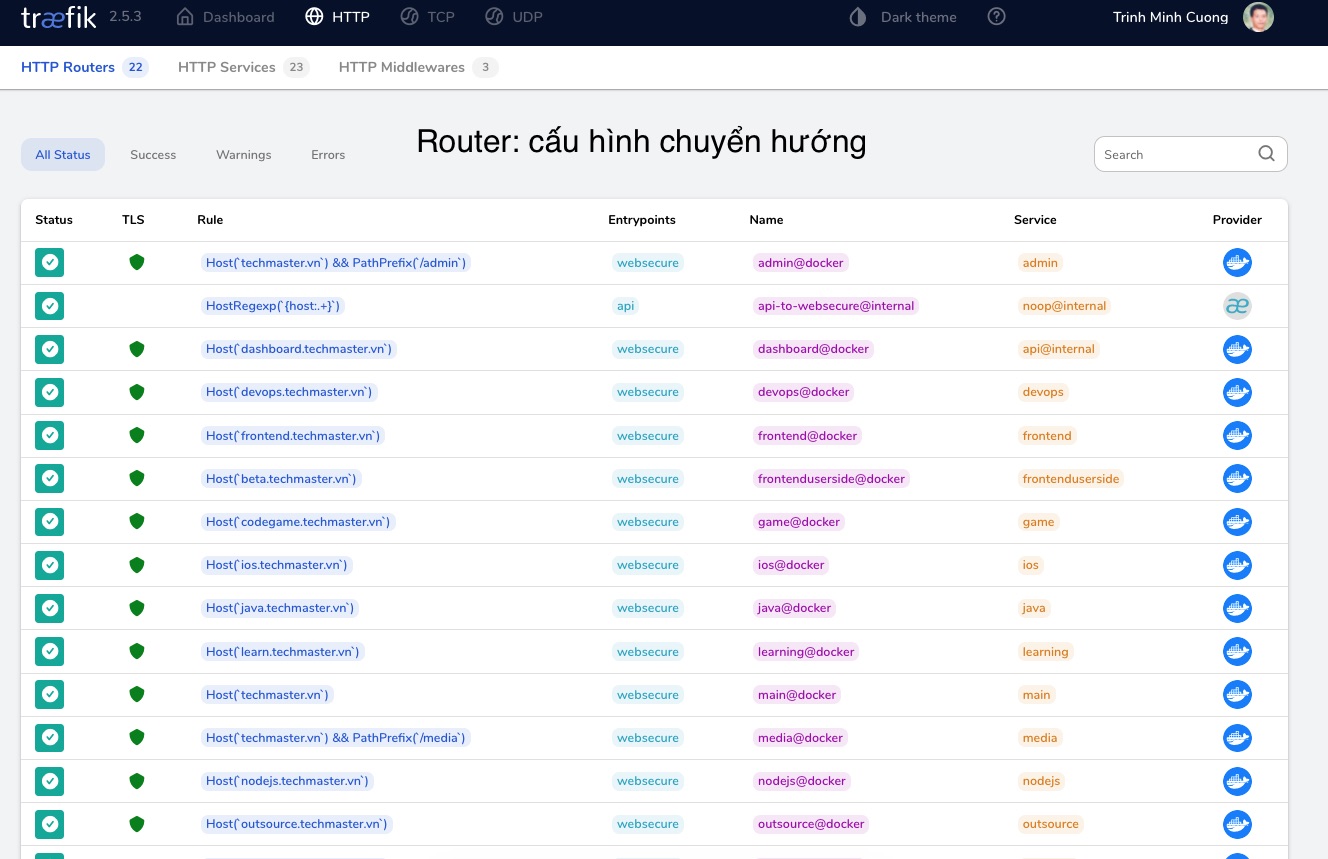 træfik 2.5.3 Dashboard HTTP TCP UDP Dark theme Trinh Minh Cuong
HTTP Routers 22 HTTP Services 23 HTTP Middlewares 3
Router: cấu hình chuyển hướng
All Status Success Warnings Errors Search
Status TLS Rule Entrypoints Name Service Provider
Host(`techmaster.vn`) && PathPrefix(`/admin`) websecure admin@docker admin
HostRegexp(`{host:.+}`) api api-to-websecure@internal noop@internal
Host(`dashboard.techmaster.vn`) websecure dashboard@docker api@internal
Host(`devops.techmaster.vn`) websecure devops@docker devops
Host(`frontend.techmaster.vn`) websecure frontend@docker frontend
Host(`beta.techmaster.vn`) websecure frontenduserside@docker frontenduserside
Host(`codegame.techmaster.vn`) websecure game@docker game
Host(`ios.techmaster.vn`) websecure ios@docker ios
Host(`java.techmaster.vn`) websecure java@docker java
Host(`learn.techmaster.vn`) websecure learning@docker learning
Host(`techmaster.vn`) websecure main@docker main
Host(`techmaster.vn`) && PathPrefix(`/media`) websecure media@docker media
Host(`nodejs.techmaster.vn`) websecure nodejs@docker nodejs
Host(`outsource.techmaster.vn`) websecure outsource@docker outsource